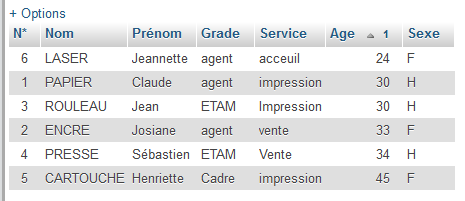 + Options
N* Nom Prénom Grade Service Age 1 Sexe
6 LASER Jeannette agent acceuil 24 F
1 PAPIER Claude agent impression 30 H
3 ROULEAU Jean ETAM Impression 30 H
2 ENCRE Josiane agent vente 33 F
4 PRESSE Sébastien ETAM Vente 34 H
5 CARTOUCHE Henriette Cadre impression 45 F